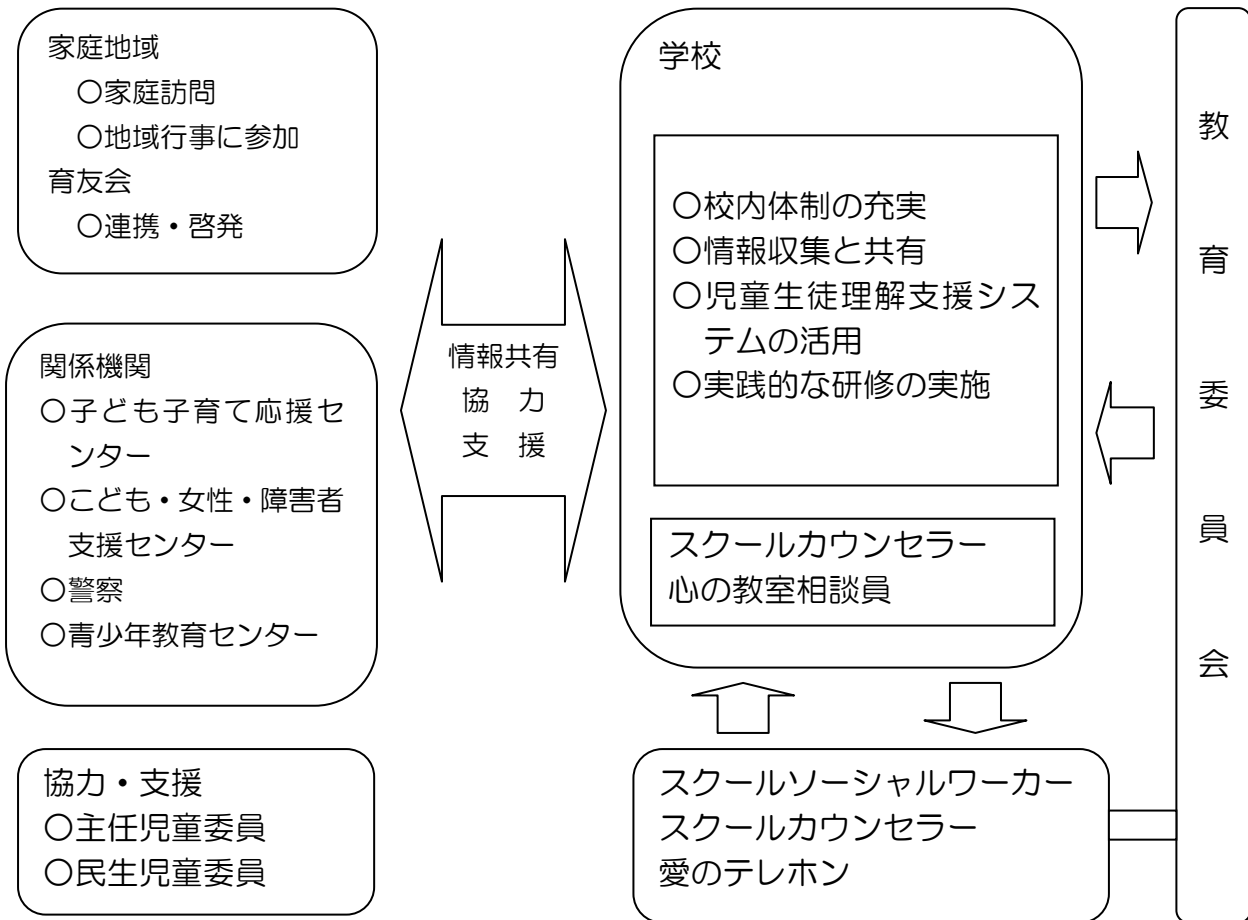 家庭地域
○家庭訪問
○地域行事に参加
育友会
○連携・啓発
関係機関
○子ども子育て応援セ
ンター
○こども・女性・障害者
支援センター
○警察
○青少年教育センター
協力・支援
○主任児童委員
○民生児童委員
情報共有
協　力
支　援
学校
○校内体制の充実
○情報収集と共有
○児童生徒理解支援シス
テムの活用
○実践的な研修の実施
スクールカウンセラー
心の教室相談員
スクールソーシャルワーカー
スクールカウンセラー
愛のテレホン
教育委員会